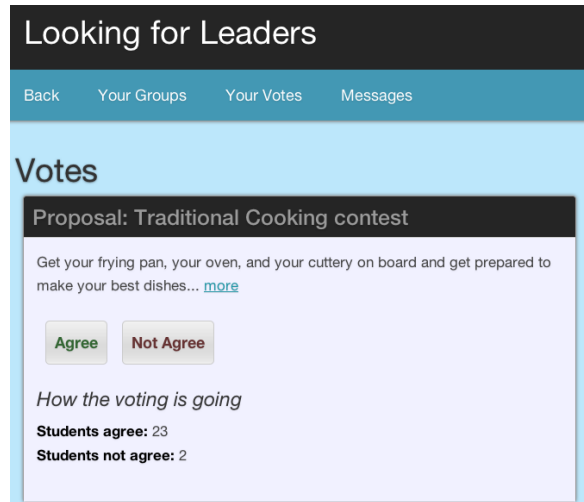 Looking for Leaders
Back Your Groups Your Votes Messages
Votes
Proposal: Traditional Cooking contest
Get your frying pan, your oven, and your cuttery on board and get prepared to
make your best dishes... more
Agree Not Agree
How the voting is going
Students agree: 23
Students not agree: 2